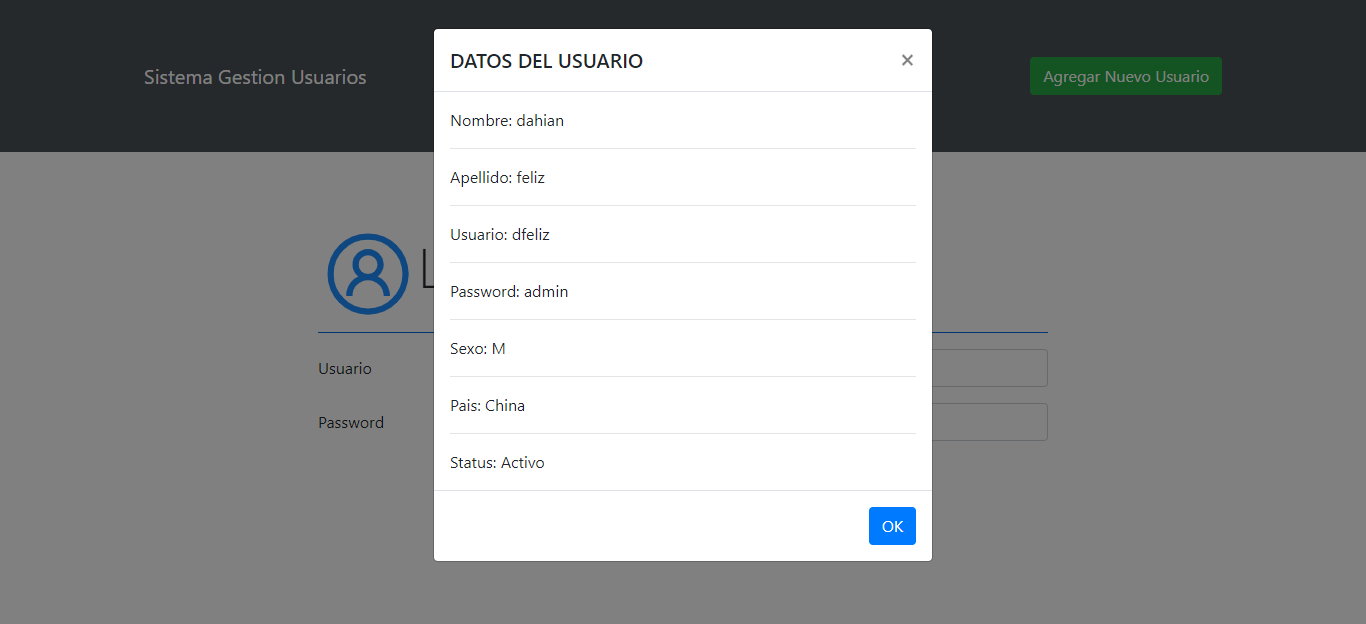 Sistema Gestion Usuarios
Agregar Nuevo Usuario
DATOS DEL USUARIO
×
Nombre: dahian
Apellido: feliz
Usuario: dfeliz
Password: admin
Sexo: M
Pais: China
Status: Activo
OK
Usuario
Password